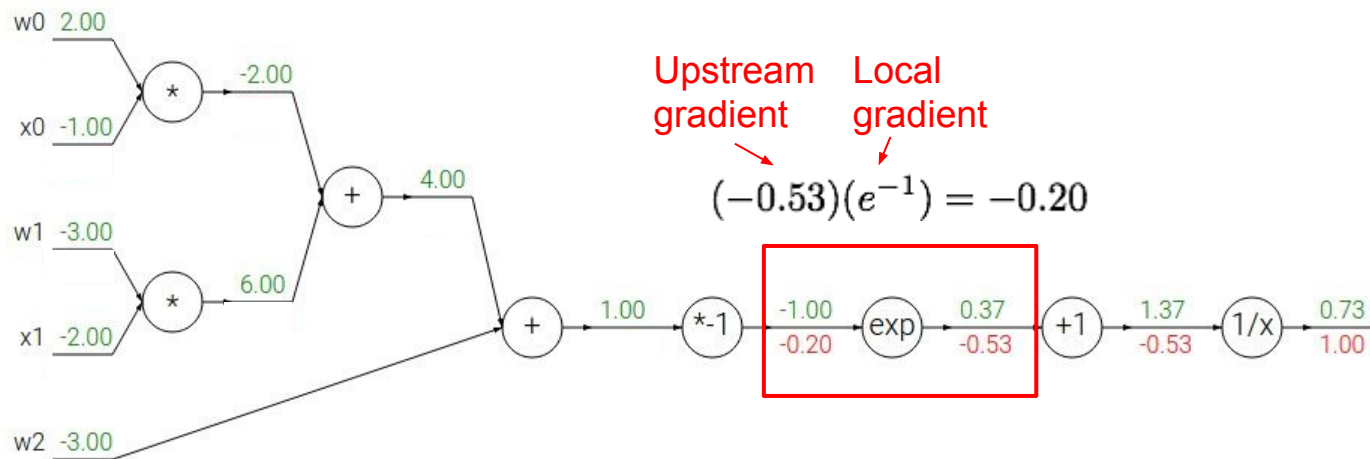 w0 2.00
x0 -1.00
*
-2.00
w1 -3.00
x1 -2.00
*
6.00
+
4.00
w2 -3.00
+
1.00
*-1
-1.00
-0.20
exp
0.37
-0.53
+1
1.37
-0.53
1/x
0.73
1.00
Upstream
gradient
Local
gradient
(−0.53)(e⁻¹) = −0.20